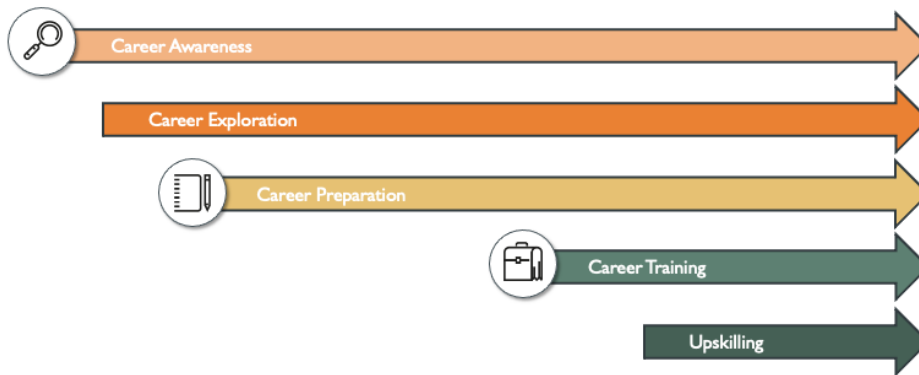 Career Awareness
Career Exploration
Career Preparation
Career Training
Upskilling